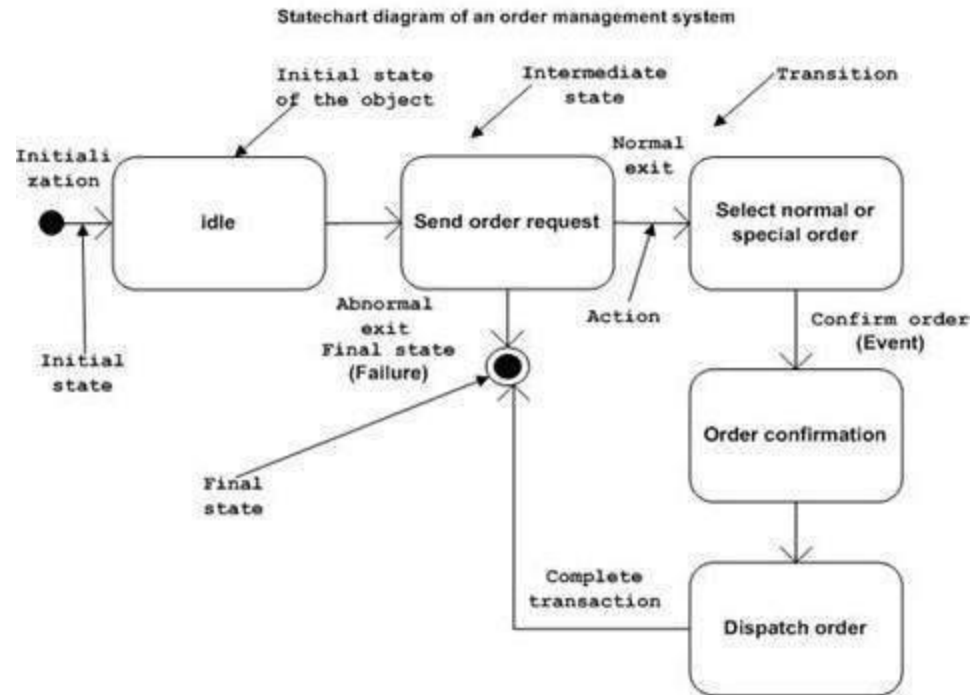 Statechart diagram of an order management system
Initial state
of the object
Intermediate
state
Transition
Initiali
zation
Normal
exit
idle
Send order request
Select normal or
special order
Abnormal
exit
Final state
(Failure)
Action
Confirm order
(Event)
Initial
state
Order confirmation
Final
state
Complete
transaction
Dispatch order